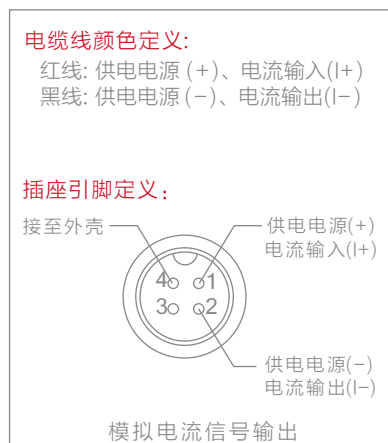 电缆线颜色定义:
红线: 供电电源 (+)、电流输入(I+)
黑线: 供电电源 (−)、电流输出(I−)
插座引脚定义：
接至外壳
供电电源(+)
电流输入(I+)
4 1
3 2
供电电源(−)
电流输出(I−)
模拟电流信号输出